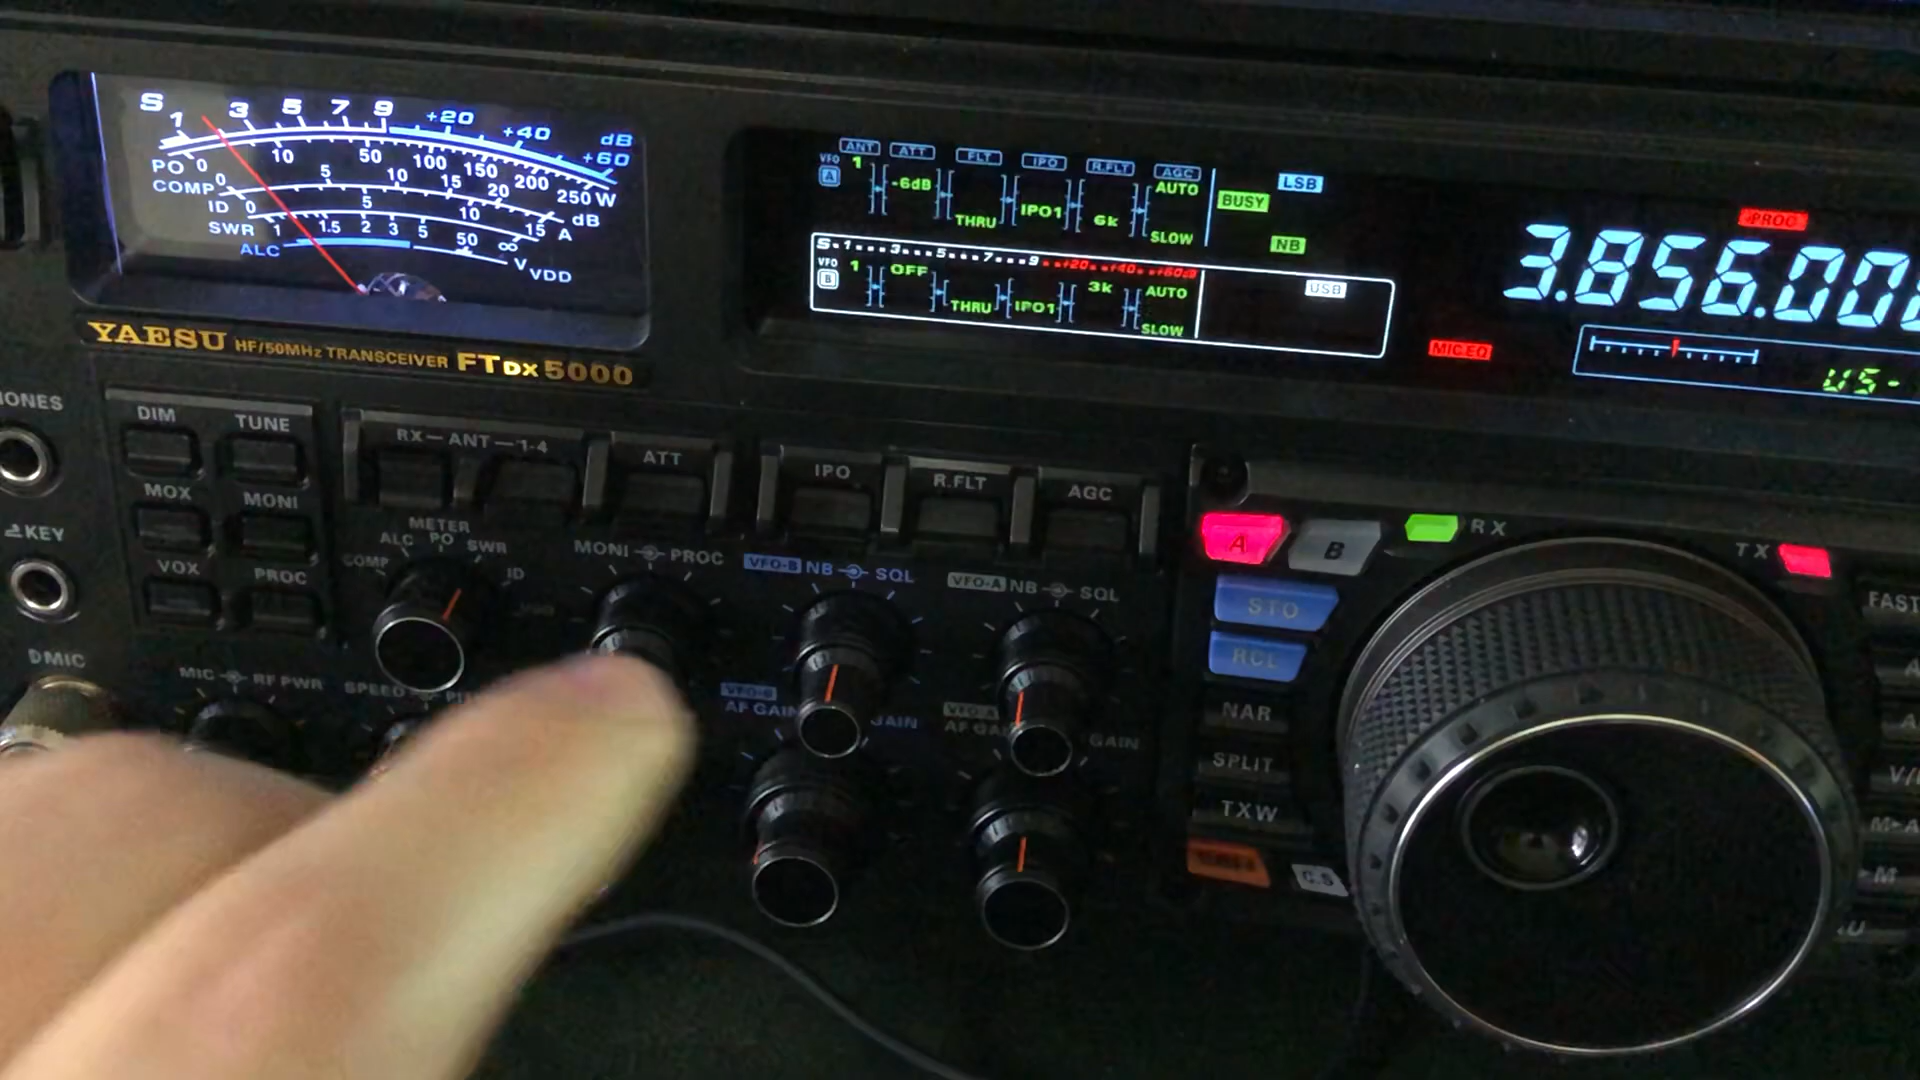 S 1 3 5 7 9 +20 +40 +60 dB
PO 0 10 50 100 150 200 250 W
COMP 0 5 10 15 20 dB
ID 0 5 10 15 A
SWR 1 1.5 2 3 5 50 ∞
ALC V VDD
YAESU HF/50MHz TRANSCEIVER FTDX5000
ANT ATT FLT IPO R.FLT AGC
VFO A 1 -6dB THRU IPO1 6k AUTO SLOW
BUSY LSB
NB
S 1 3 5 7 9 +20 +40 +60dB
VFO B 1 OFF THRU IPO1 3k AUTO SLOW
USB
MIC EQ
PROC
3.856.00
US-
DIM TUNE
MOX MONI
VOX PROC
KEY
DMIC
RX-ANT-1-4
ATT
IPO
R.FLT
AGC
METER
COMP ALC PO SWR ID
MONI PROC
VFO-B NB SQL
VFO-A NB SQL
MIC RF PWR
SPEED
VFO-B
AF GAIN
VFO-A
GAIN
A B RX TX
STO
RCL
NAR
SPLIT
TXW
C.S
FAST